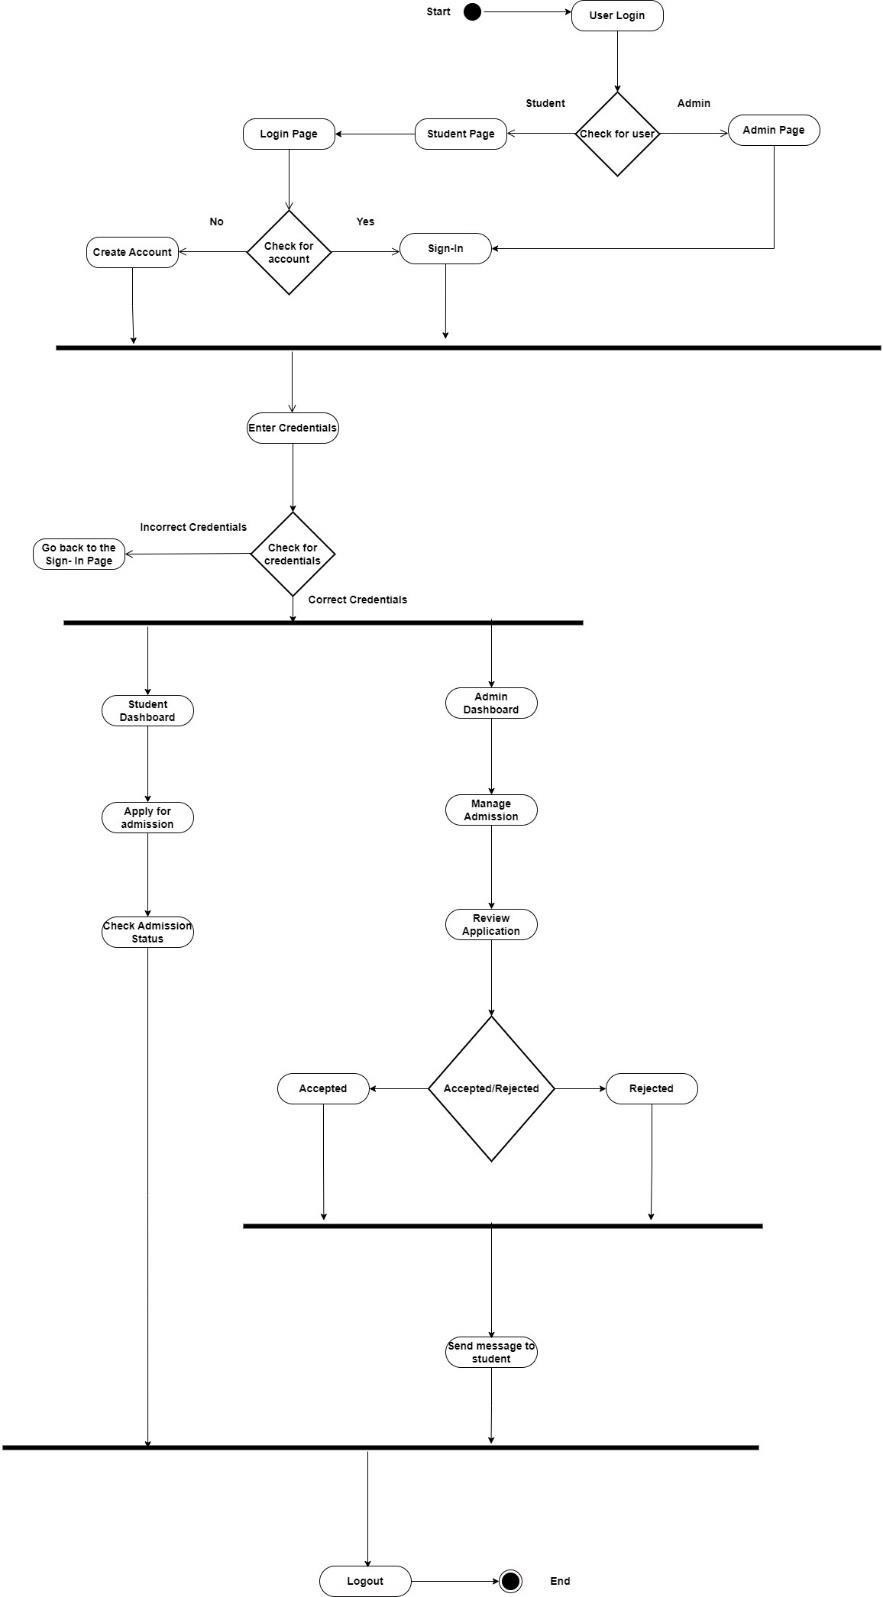 Start
User Login
Student
Admin
Login Page
Student Page
Check for user
Admin Page
No
Yes
Create Account
Check for
account
Sign-In
Enter Credentials
Incorrect Credentials
Go back to the
Sign- In Page
Check for
credentials
Correct Credentials
Student
Dashboard
Admin
Dashboard
Apply for
admission
Manage
Admission
Check Admission
Status
Review
Application
Accepted
Accepted/Rejected
Rejected
Send message to
student
Logout
End